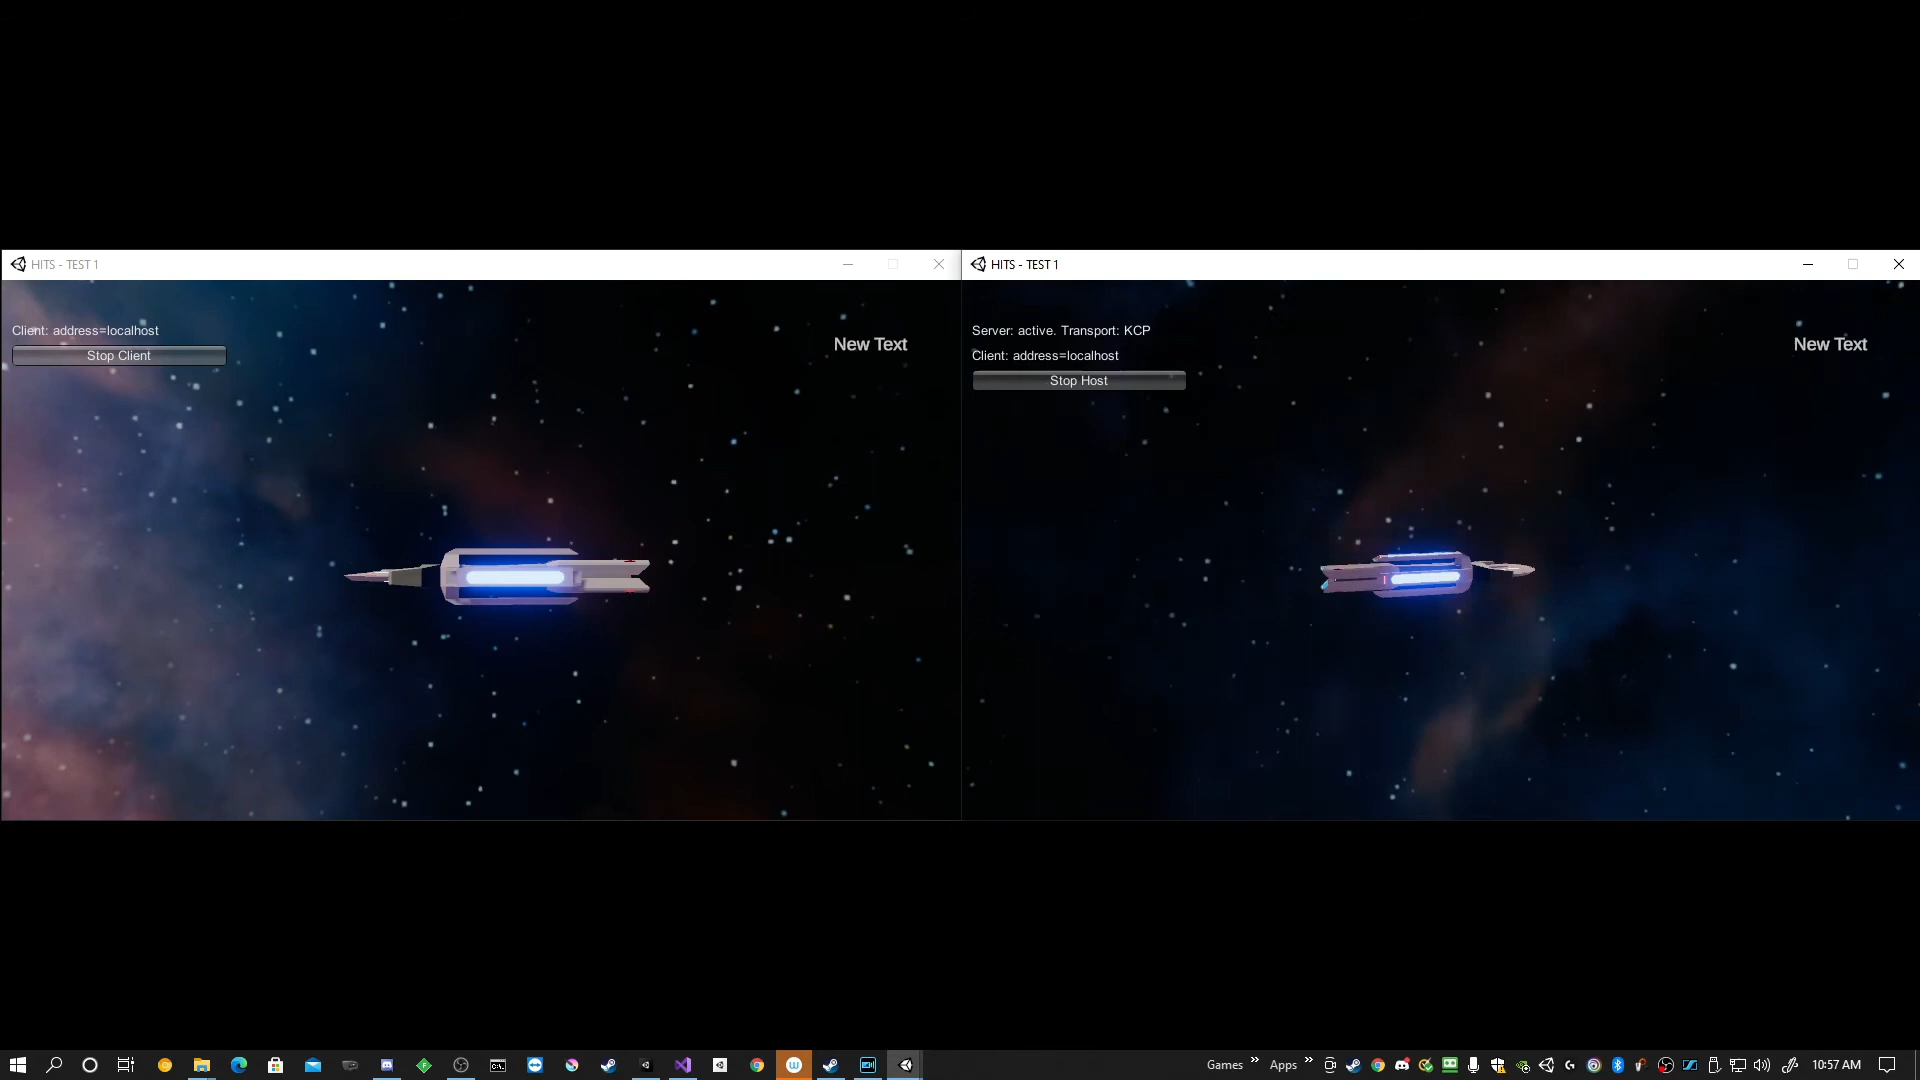 HITS - TEST 1
Client: address=localhost
Stop Client
New Text
HITS - TEST 1
Server: active. Transport: KCP
Client: address=localhost
Stop Host
New Text
Games
Apps
10:57 AM